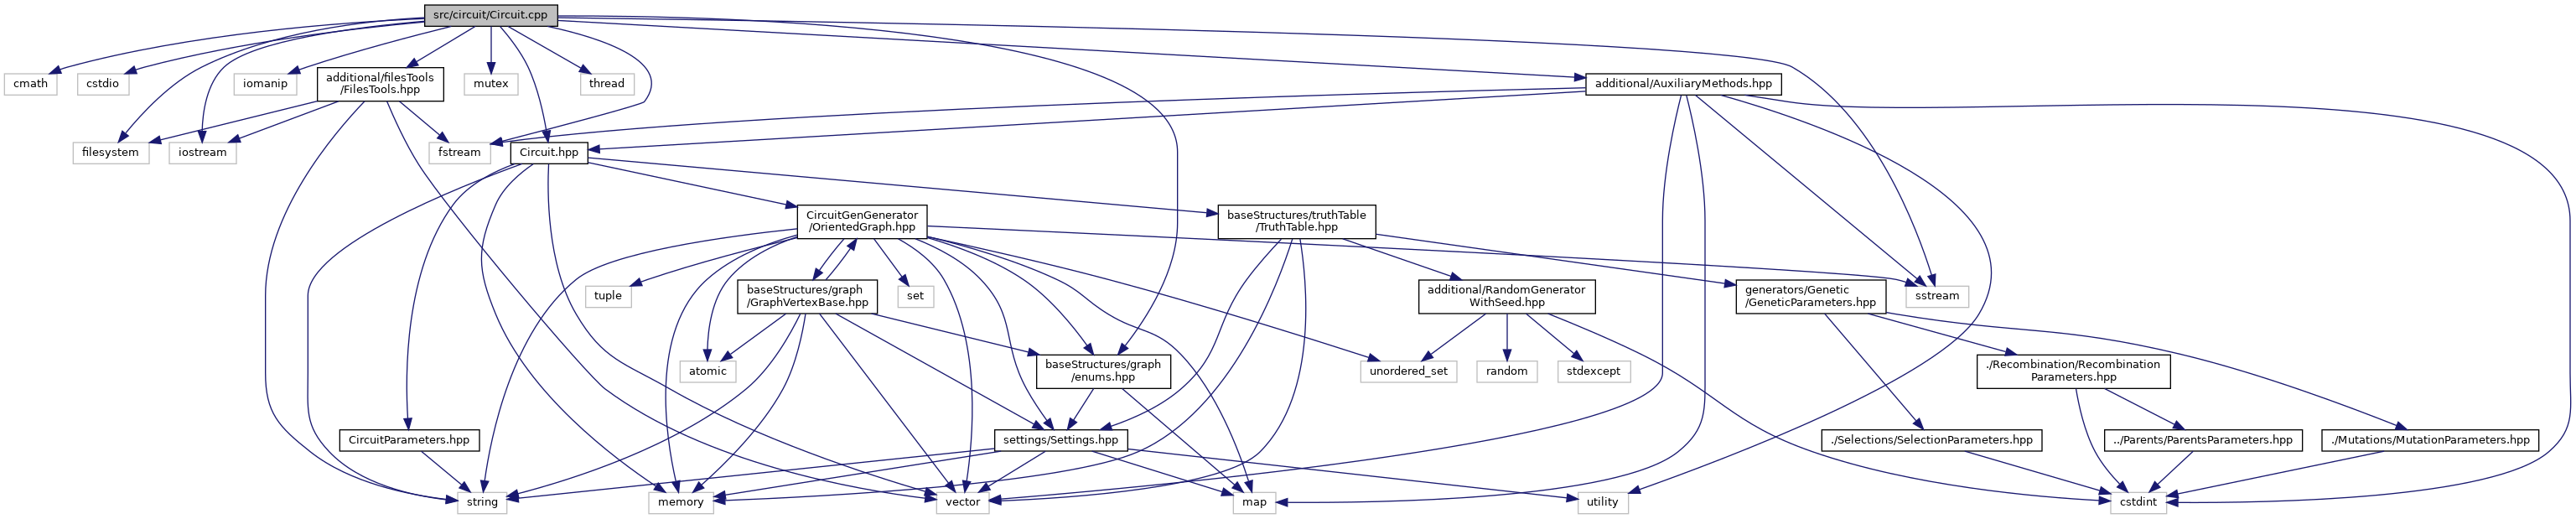 src/circuit/Circuit.cpp
cmath
cstdio
iomanip
additional/filesTools
/FilesTools.hpp
mutex
thread
additional/AuxiliaryMethods.hpp
filesystem
iostream
fstream
Circuit.hpp
CircuitGenGenerator
/OrientedGraph.hpp
baseStructures/truthTable
/TruthTable.hpp
tuple
baseStructures/graph
/GraphVertexBase.hpp
set
additional/RandomGenerator
WithSeed.hpp
generators/Genetic
/GeneticParameters.hpp
sstream
atomic
baseStructures/graph
/enums.hpp
unordered_set
random
stdexcept
./Recombination/Recombination
Parameters.hpp
CircuitParameters.hpp
settings/Settings.hpp
./Selections/SelectionParameters.hpp
../Parents/ParentsParameters.hpp
./Mutations/MutationParameters.hpp
string
memory
vector
map
utility
cstdint